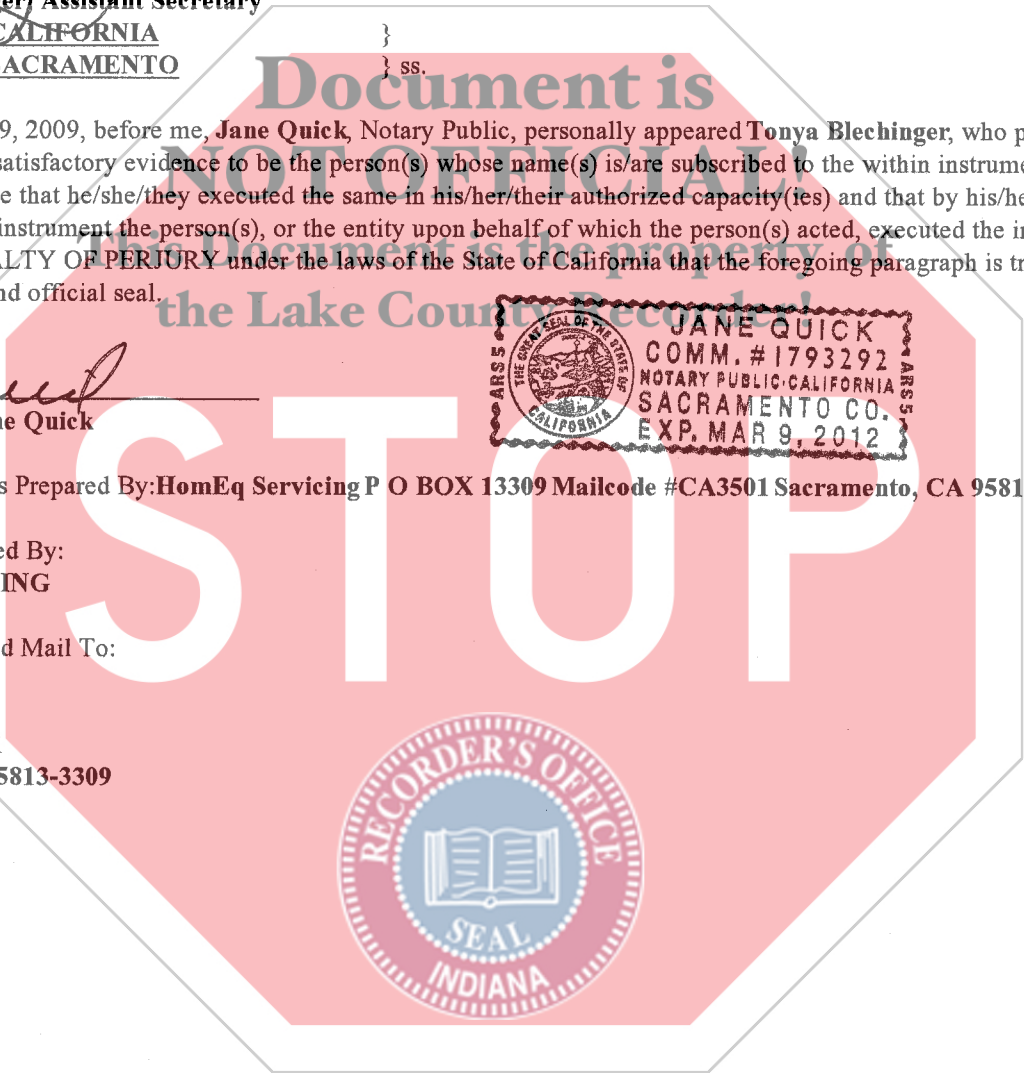 er) Assistant Secretary
CALIFORNIA }
ACRAMENTO } ss.
Document is
9, 2009, before me, Jane Quick, Notary Public, personally appeared Tonya Blechinger, who p
satisfactory evidence to be the person(s) whose name(s) is/are subscribed to the within instrume
NOT OFFICIAL!
e that he/she/they executed the same in his/her/their authorized capacity(ies) and that by his/he
instrument the person(s), or the entity upon behalf of which the person(s) acted, executed the in
This Document is the property of
ALTY OF PERJURY under the laws of the State of California that the foregoing paragraph is tr
nd official seal.
the Lake County Recorder!
JANE QUICK
COMM. # 1793292
NOTARY PUBLIC·CALIFORNIA
SACRAMENTO CO.
EXP. MAR 9, 2012
ARS5
ARS5
THE GREAT SEAL OF THE STATE OF
CALIFORNIA
ne Quick
STOP
s Prepared By:HomEq Servicing P O BOX 13309 Mailcode #CA3501 Sacramento, CA 9581
ed By:
ING
d Mail To:
5813-3309
RECORDER'S OFFICE
SEAL
INDIANA